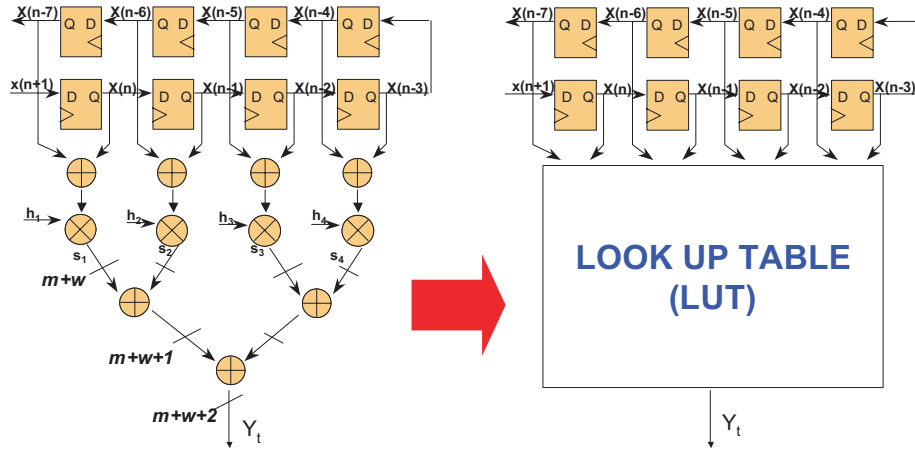 X(n-7) Q D X(n-6) Q D X(n-5) Q D X(n-4) Q D
x(n+1) D Q X(n) D Q X(n-1) D Q X(n-2) D Q X(n-3)
h1 h2 h3 h4
s1 s2 s3 s4
m+w
m+w+1
m+w+2
Yt
X(n-7) Q D X(n-6) Q D X(n-5) Q D X(n-4) Q D
x(n+1) D Q X(n) D Q X(n-1) D Q X(n-2) D Q X(n-3)
LOOK UP TABLE
(LUT)
Yt